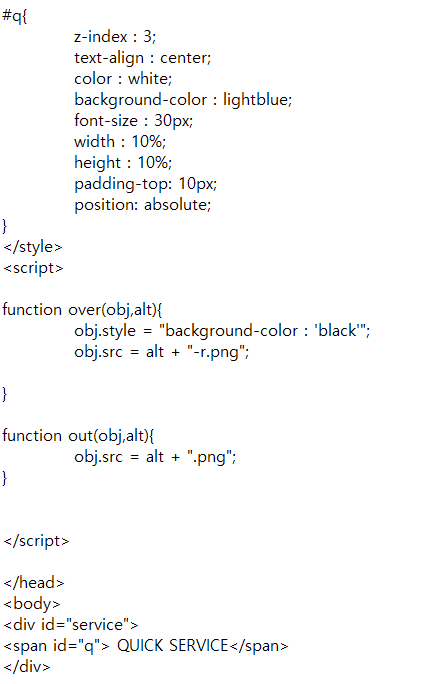 #q{
z-index : 3;
text-align : center;
color : white;
background-color : lightblue;
font-size : 30px;
width : 10%;
height : 10%;
padding-top: 10px;
position: absolute;
}
</style>
<script>
function over(obj,alt){
obj.style = "background-color : 'black'";
obj.src = alt + "-r.png";
}
function out(obj,alt){
obj.src = alt + ".png";
}
</script>
</head>
<body>
<div id="service">
<span id="q"> QUICK SERVICE</span>
</div>